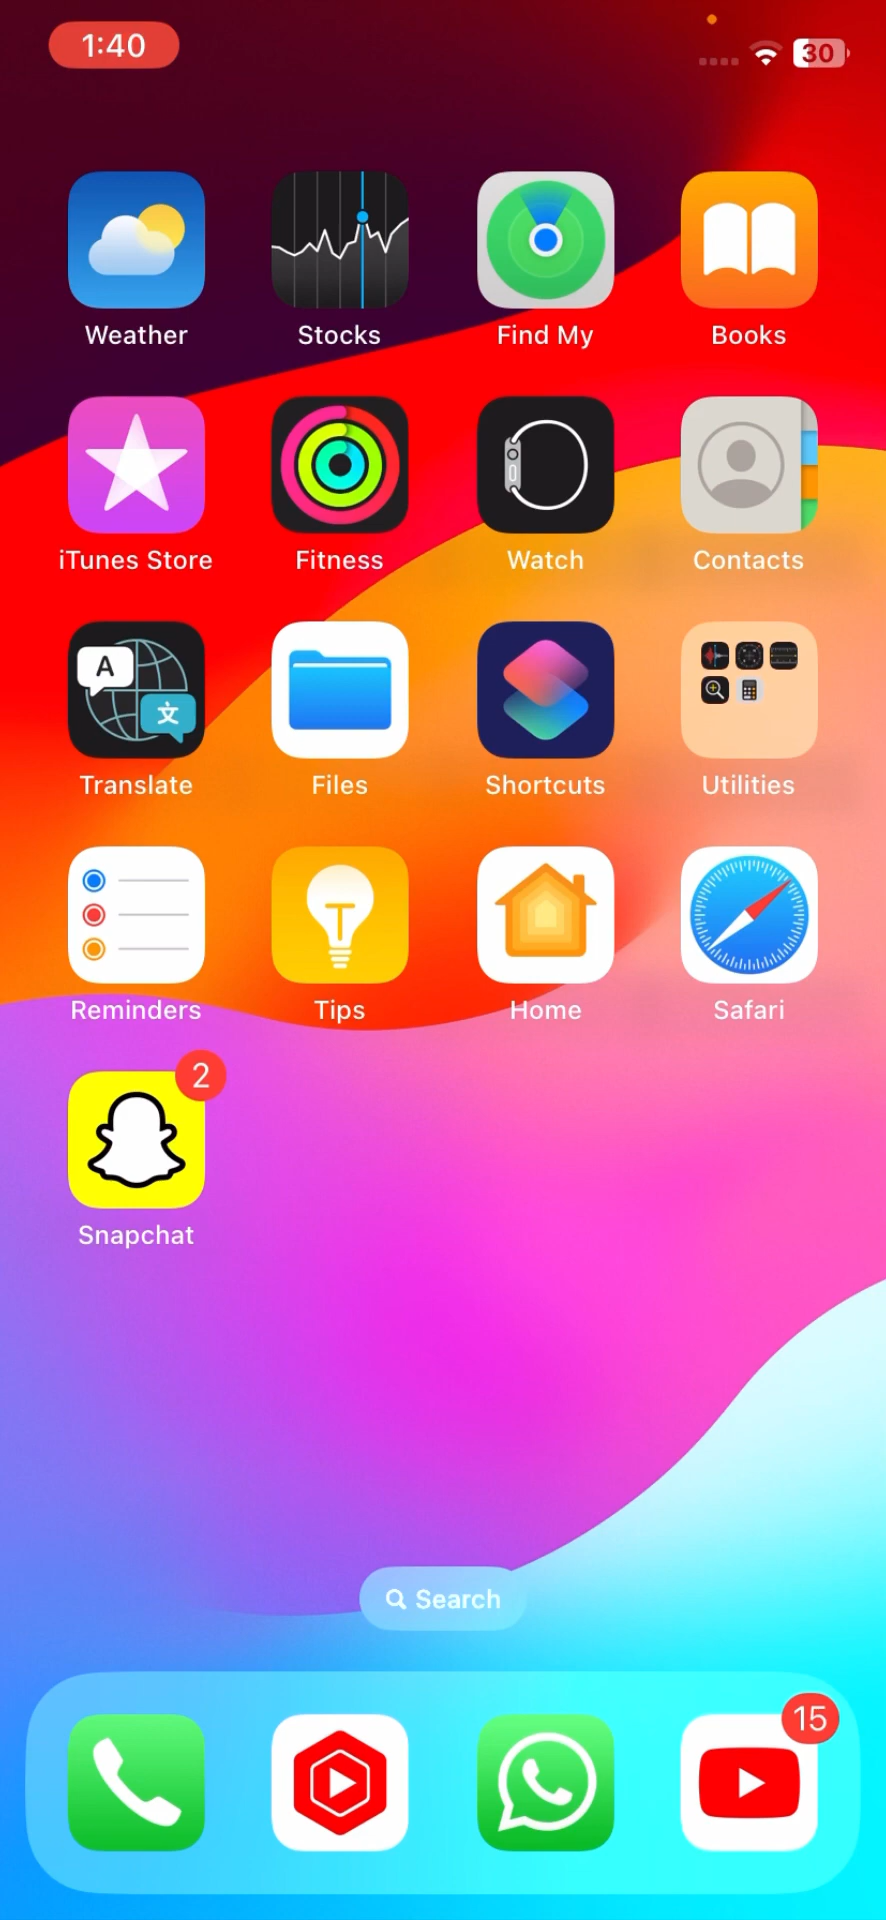 1:40
30
Weather Stocks Find My Books
iTunes Store Fitness Watch Contacts
A
文
Translate Files Shortcuts Utilities
Reminders Tips Home Safari
2
Snapchat
Search
15